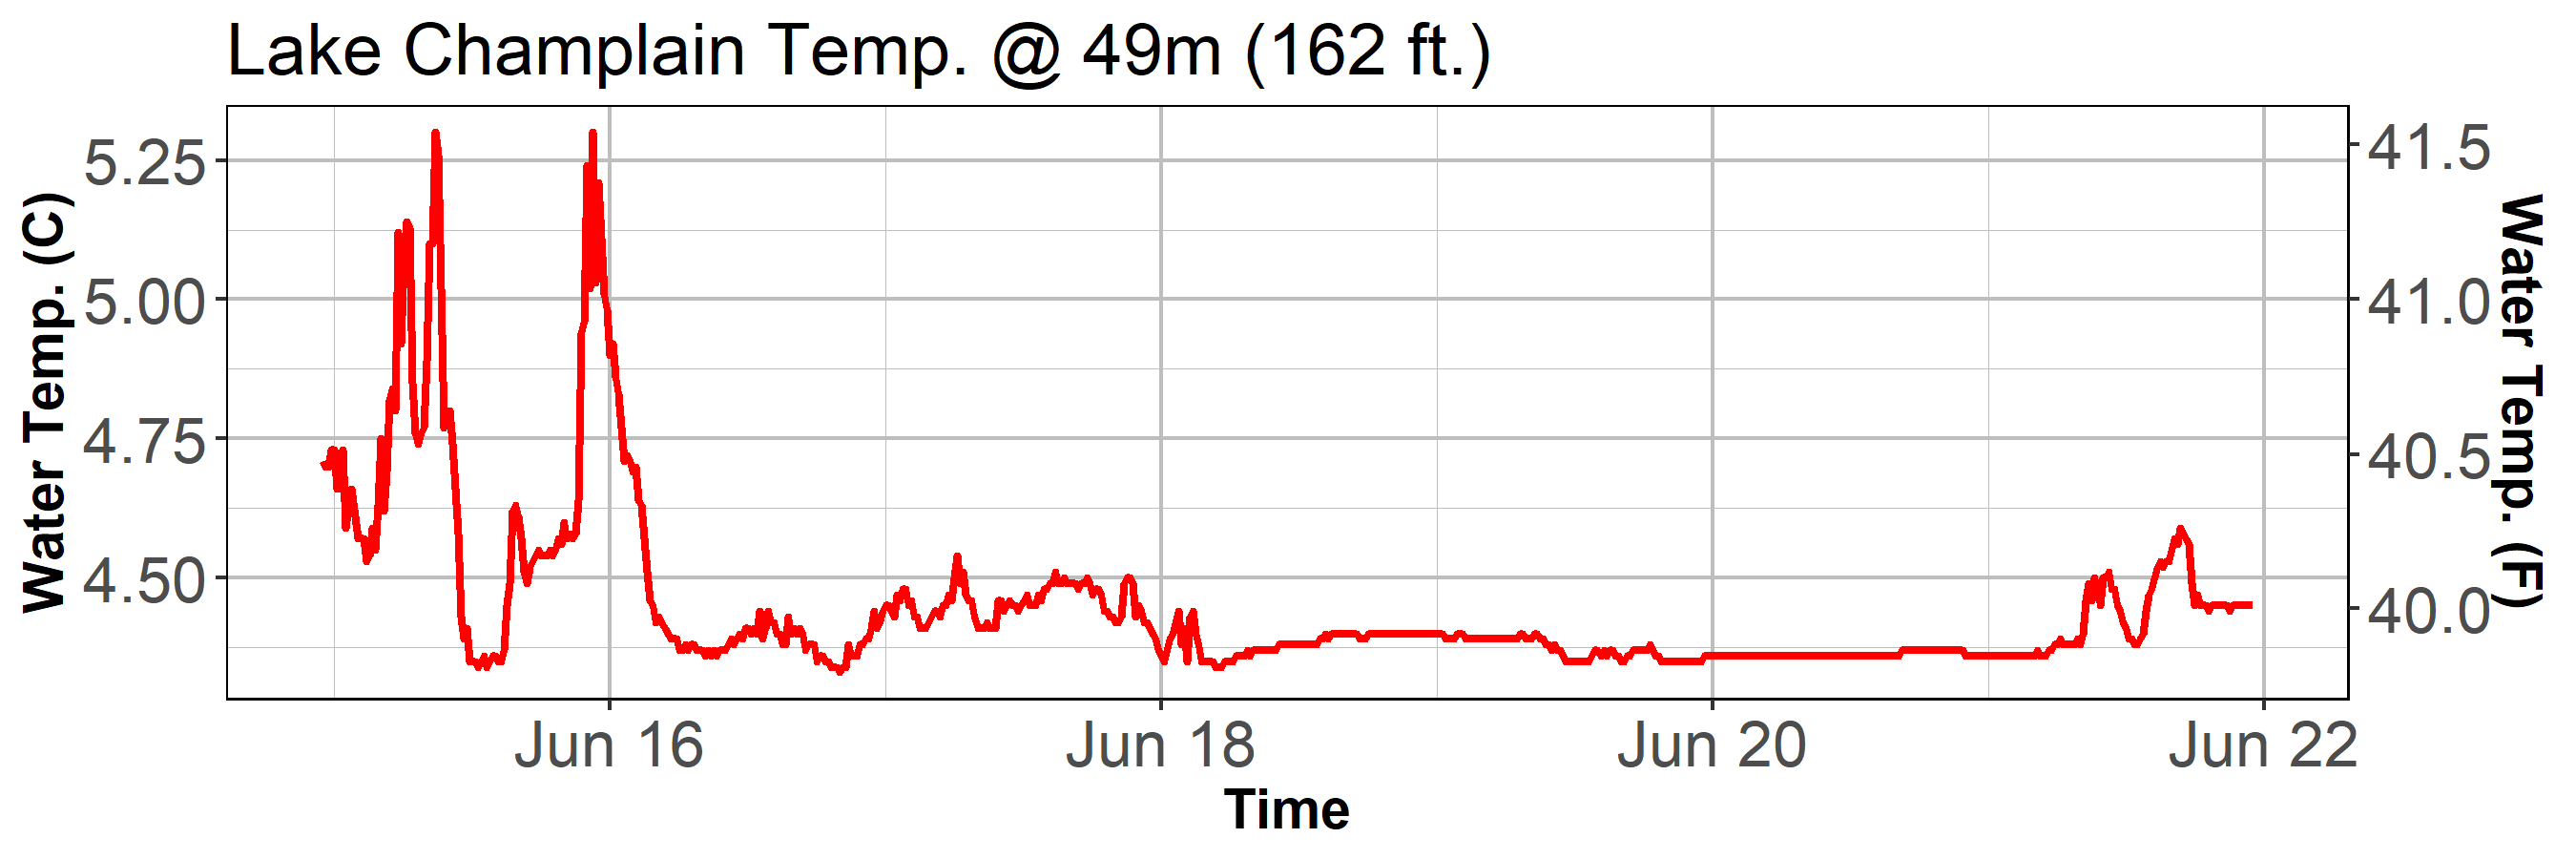 Lake Champlain Temp. @ 49m (162 ft.)
Water Temp. (C)
5.25
5.00
4.75
4.50
41.5
41.0
40.5
40.0
Water Temp. (F)
Jun 16
Jun 18
Jun 20
Jun 22
Time